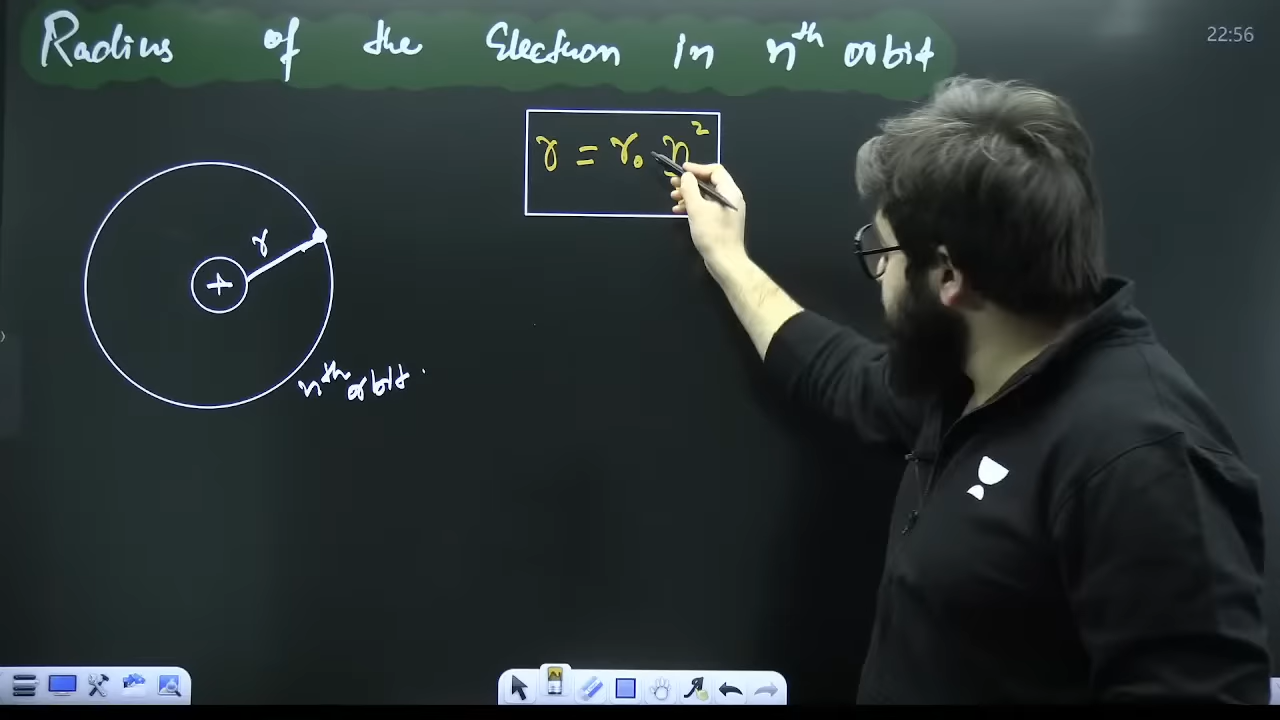 Radius of the Electron in nth orbit
22:56
r = r₀ n²
r
+
nth orbit.